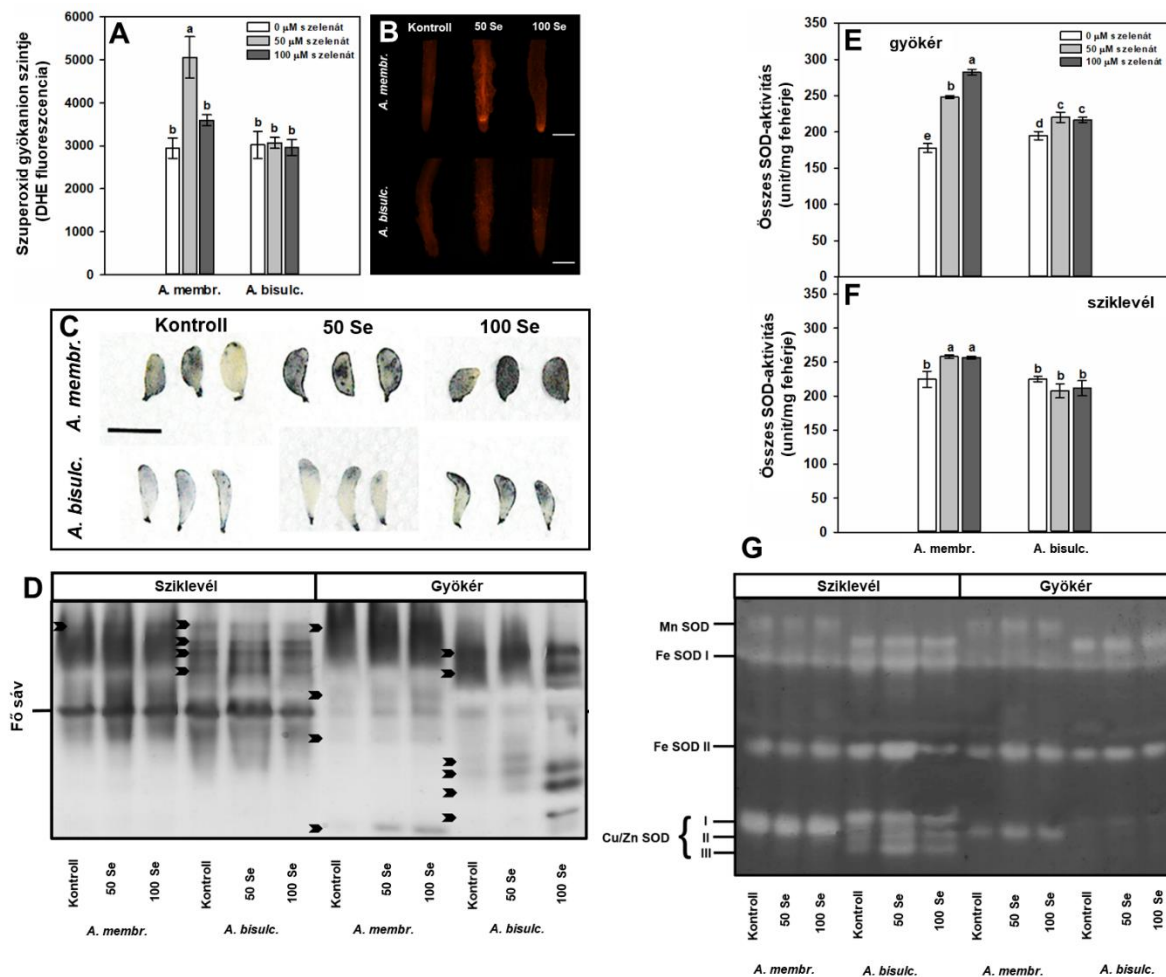 A
0 µM szelenát
50 µM szelenát
100 µM szelenát
Szuperoxid gyökanion szintje
(DHE fluoreszcencia)
6000
5000
4000
3000
2000
1000
0
a
b
b
b
b
b
A. membr.
A. bisulc.
B
Kontroll
50 Se
100 Se
A. membr.
A. bisulc.
C
Kontroll
50 Se
100 Se
A. membr.
A. bisulc.
D
Sziklevél
Gyökér
Fő sáv
Kontroll
50 Se
100 Se
Kontroll
50 Se
100 Se
Kontroll
50 Se
100 Se
Kontroll
50 Se
100 Se
A. membr.
A. bisulc.
A. membr.
A. bisulc.
E
gyökér
0 µM szelenát
50 µM szelenát
100 µM szelenát
Összes SOD-aktivitás
(unit/mg fehérje)
350
300
250
200
150
100
50
0
e
b
a
d
c
c
F
sziklevél
Összes SOD-aktivitás
(unit/mg fehérje)
350
300
250
200
150
100
50
0
b
a
a
b
b
b
A. membr.
A. bisulc.
G
Sziklevél
Gyökér
Mn SOD
Fe SOD I
Fe SOD II
Cu/Zn SOD
I
II
III
Kontroll
50 Se
100 Se
Kontroll
50 Se
100 Se
Kontroll
50 Se
100 Se
Kontroll
50 Se
100 Se
A. membr.
A. bisulc.
A. membr.
A. bisulc.